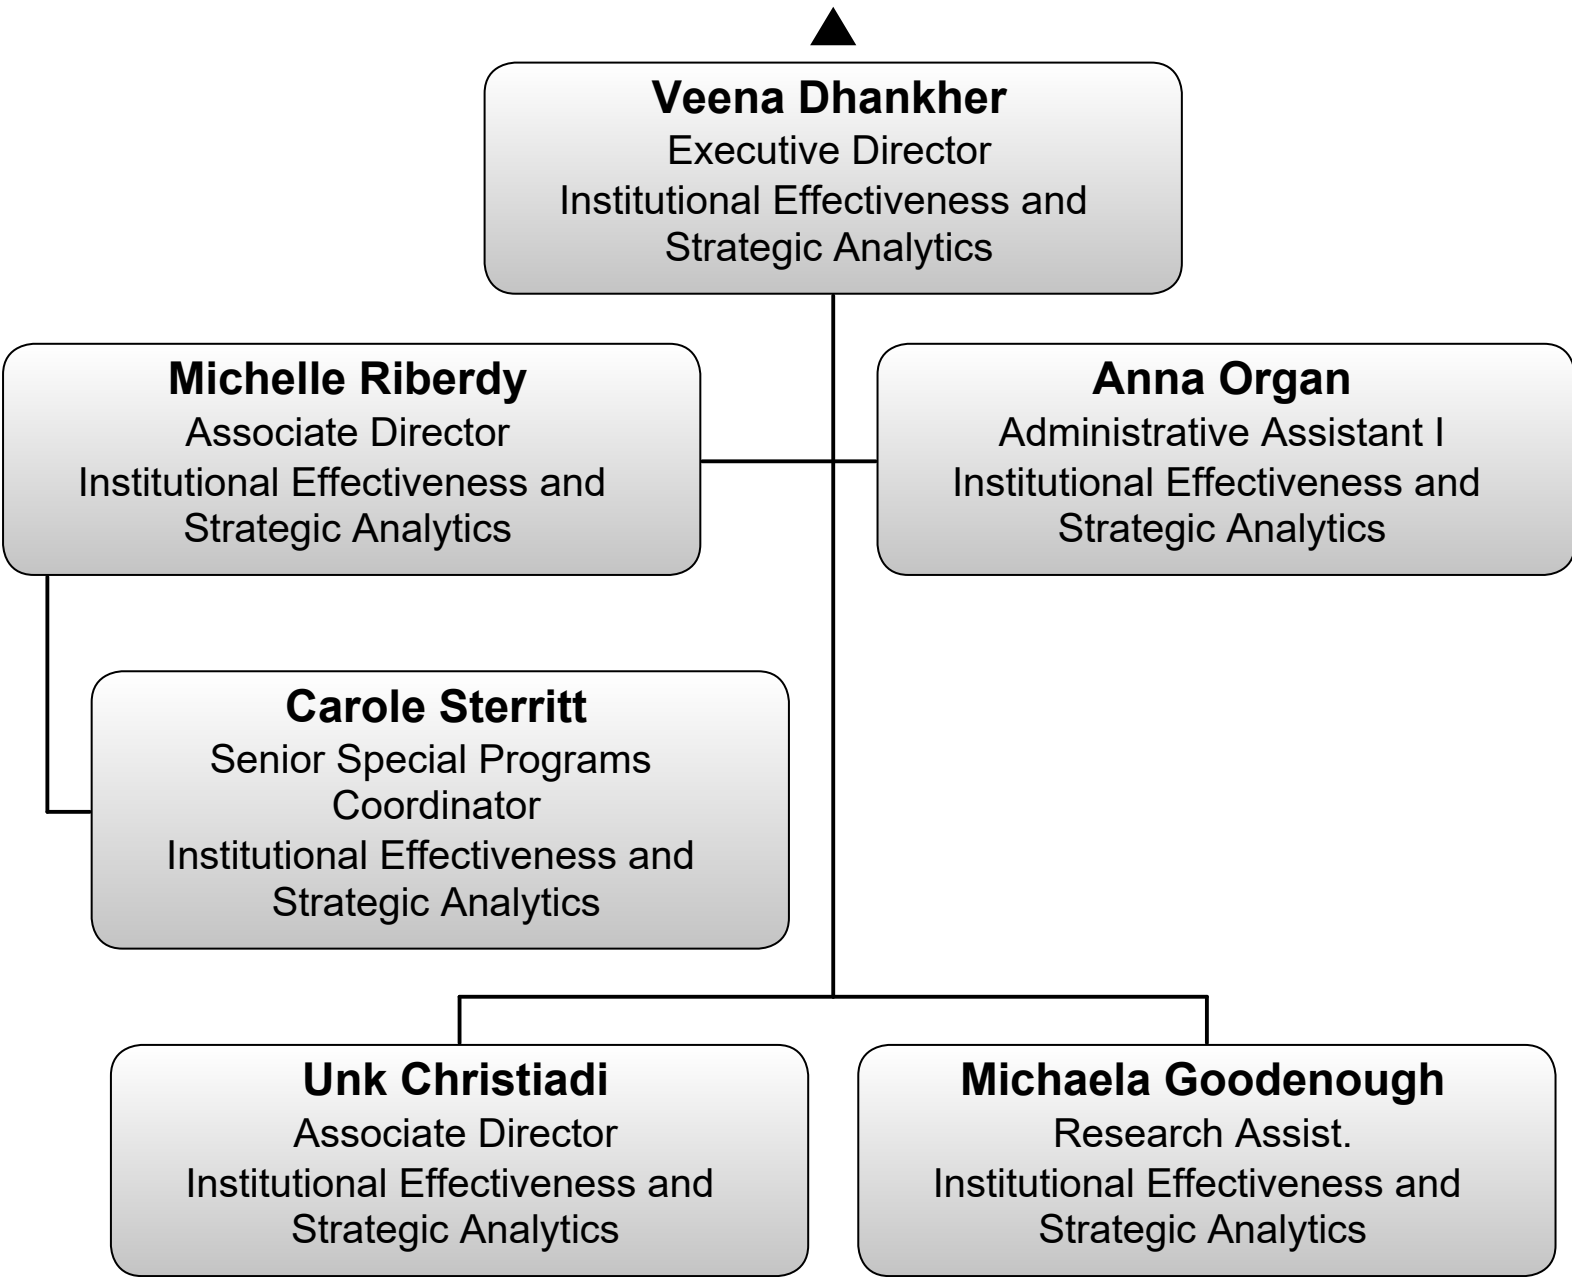 Veena Dhankher
Executive Director
Institutional Effectiveness and
Strategic Analytics
Michelle Riberdy
Associate Director
Institutional Effectiveness and
Strategic Analytics
Anna Organ
Administrative Assistant I
Institutional Effectiveness and
Strategic Analytics
Carole Sterritt
Senior Special Programs
Coordinator
Institutional Effectiveness and
Strategic Analytics
Unk Christiadi
Associate Director
Institutional Effectiveness and
Strategic Analytics
Michaela Goodenough
Research Assist.
Institutional Effectiveness and
Strategic Analytics